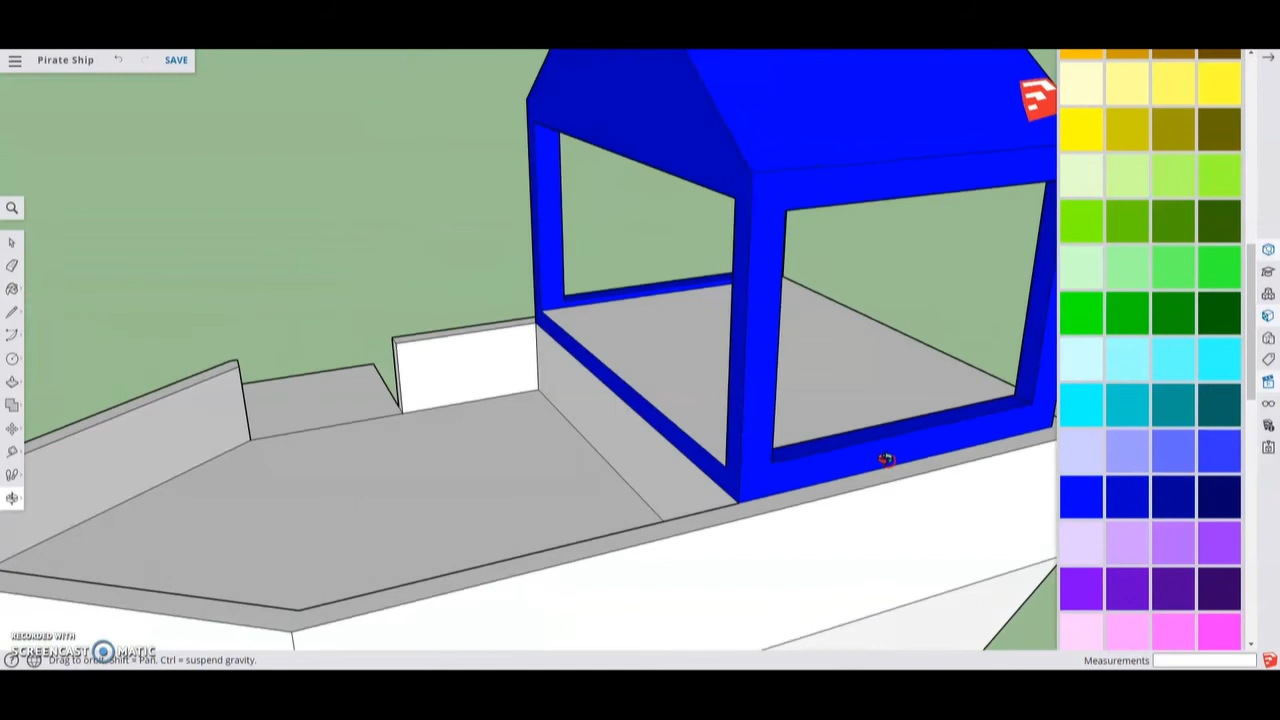 Pirate Ship SAVE
RECORDED WITH
SCREENCAST MATIC
Drag to orbit. Shift = Pan, Ctrl = suspend gravity.
Measurements